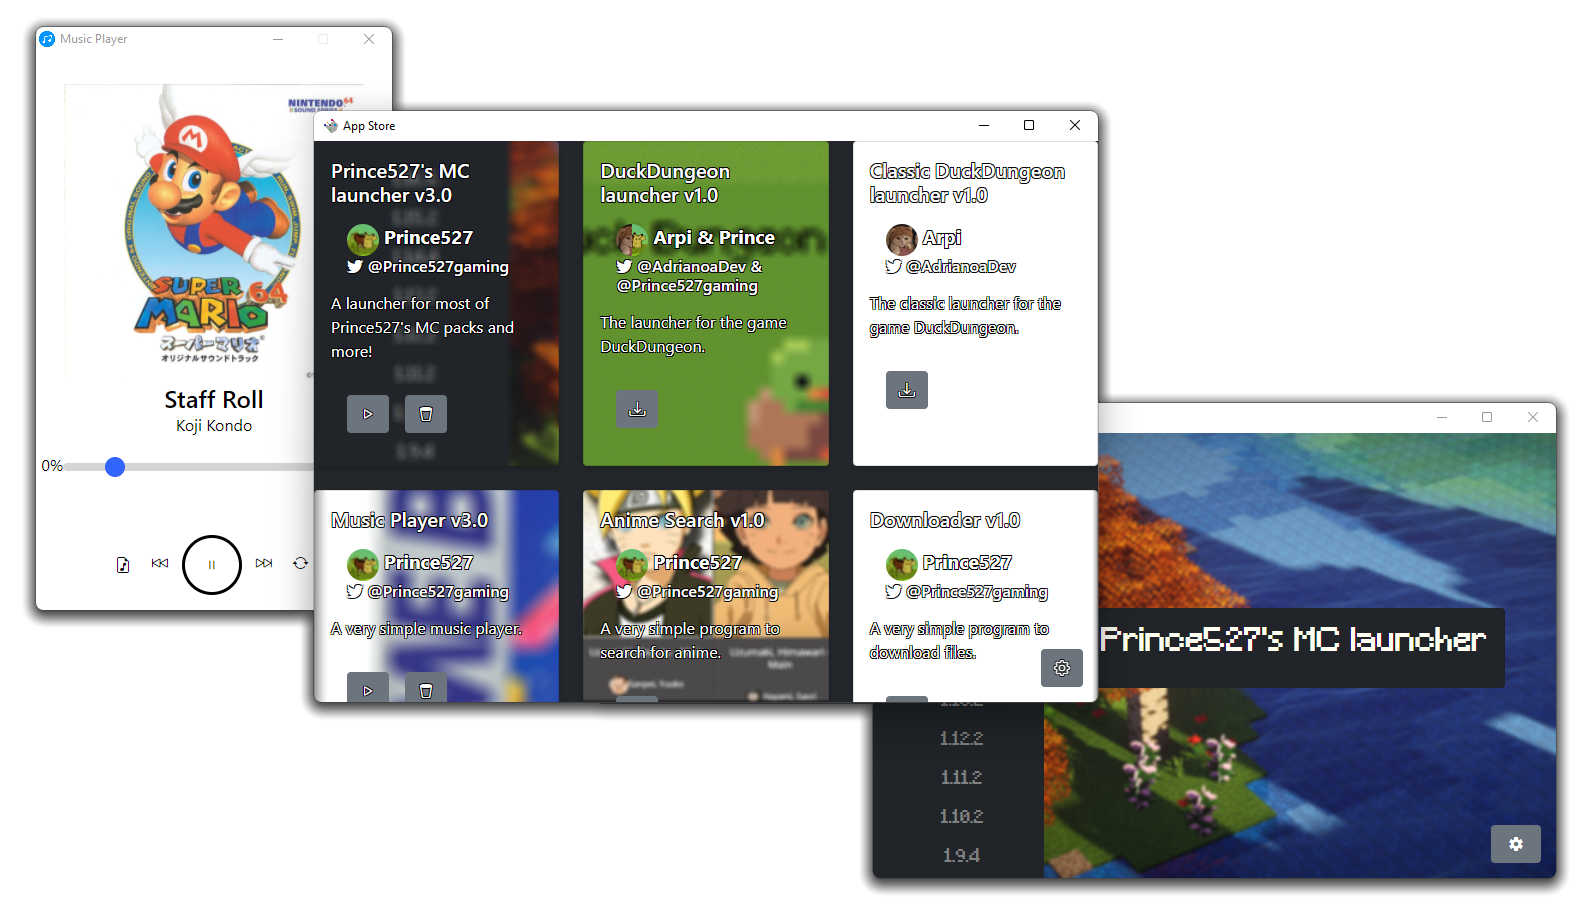 Music Player
NINTENDO 64
SOUND SERIES
SUPER
MARIO 64
スーパーマリオ
オリジナルサウンドトラック
Staff Roll
Koji Kondo
0%
App Store
Prince527's MC
launcher v3.0
Prince527
@Prince527gaming
A launcher for most of
Prince527's MC packs and
more!
DuckDungeon
launcher v1.0
Arpi & Prince
@AdrianoaDev &
@Prince527gaming
The launcher for the game
DuckDungeon.
Classic DuckDungeon
launcher v1.0
Arpi
@AdrianoaDev
The classic launcher for the
game DuckDungeon.
Music Player v3.0
Prince527
@Prince527gaming
A very simple music player.
Anime Search v1.0
Prince527
@Prince527gaming
A very simple program to
search for anime.
Downloader v1.0
Prince527
@Prince527gaming
A very simple program to
download files.
Prince527's MC launcher
1.12.2
1.11.2
1.10.2
1.9.4